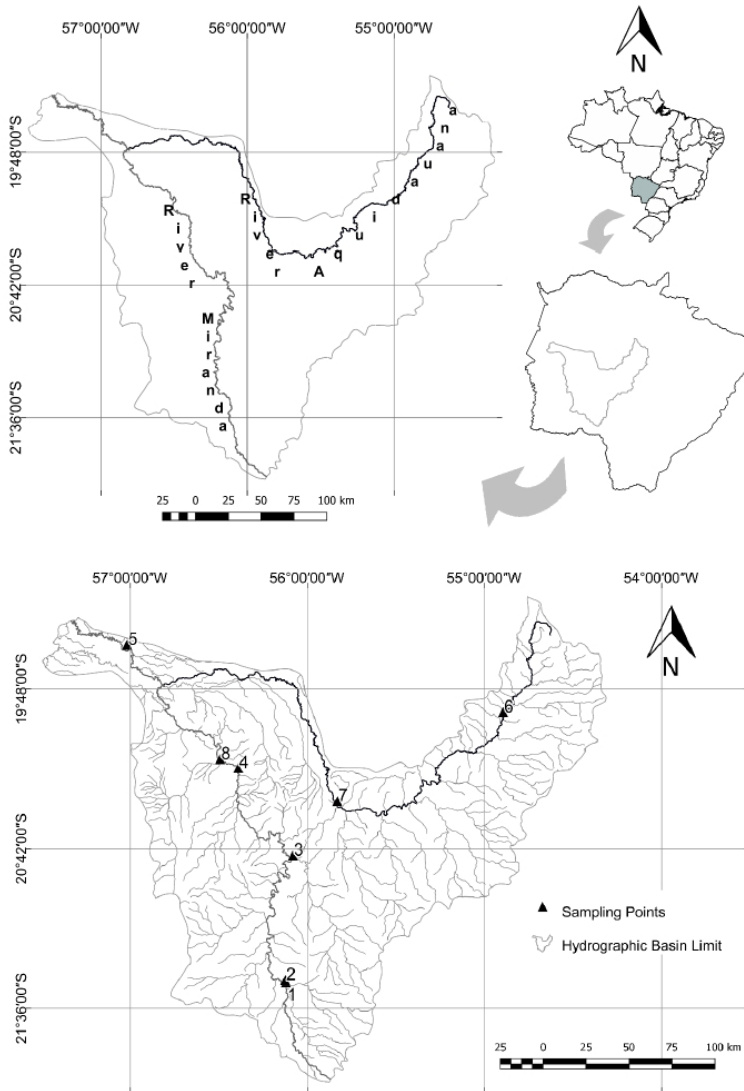 57°00'00"W 56°00'00"W 55°00'00"W
N
19°48'00"S
20°42'00"S
21°36'00"S
River Aquidauana
River Miranda
25 0 25 50 75 100 km
57°00'00"W 56°00'00"W 55°00'00"W 54°00'00"W
N
19°48'00"S
20°42'00"S
21°36'00"S
5
6
8 4
7
3
2
1
Sampling Points
Hydrographic Basin Limit
25 0 25 50 75 100 km